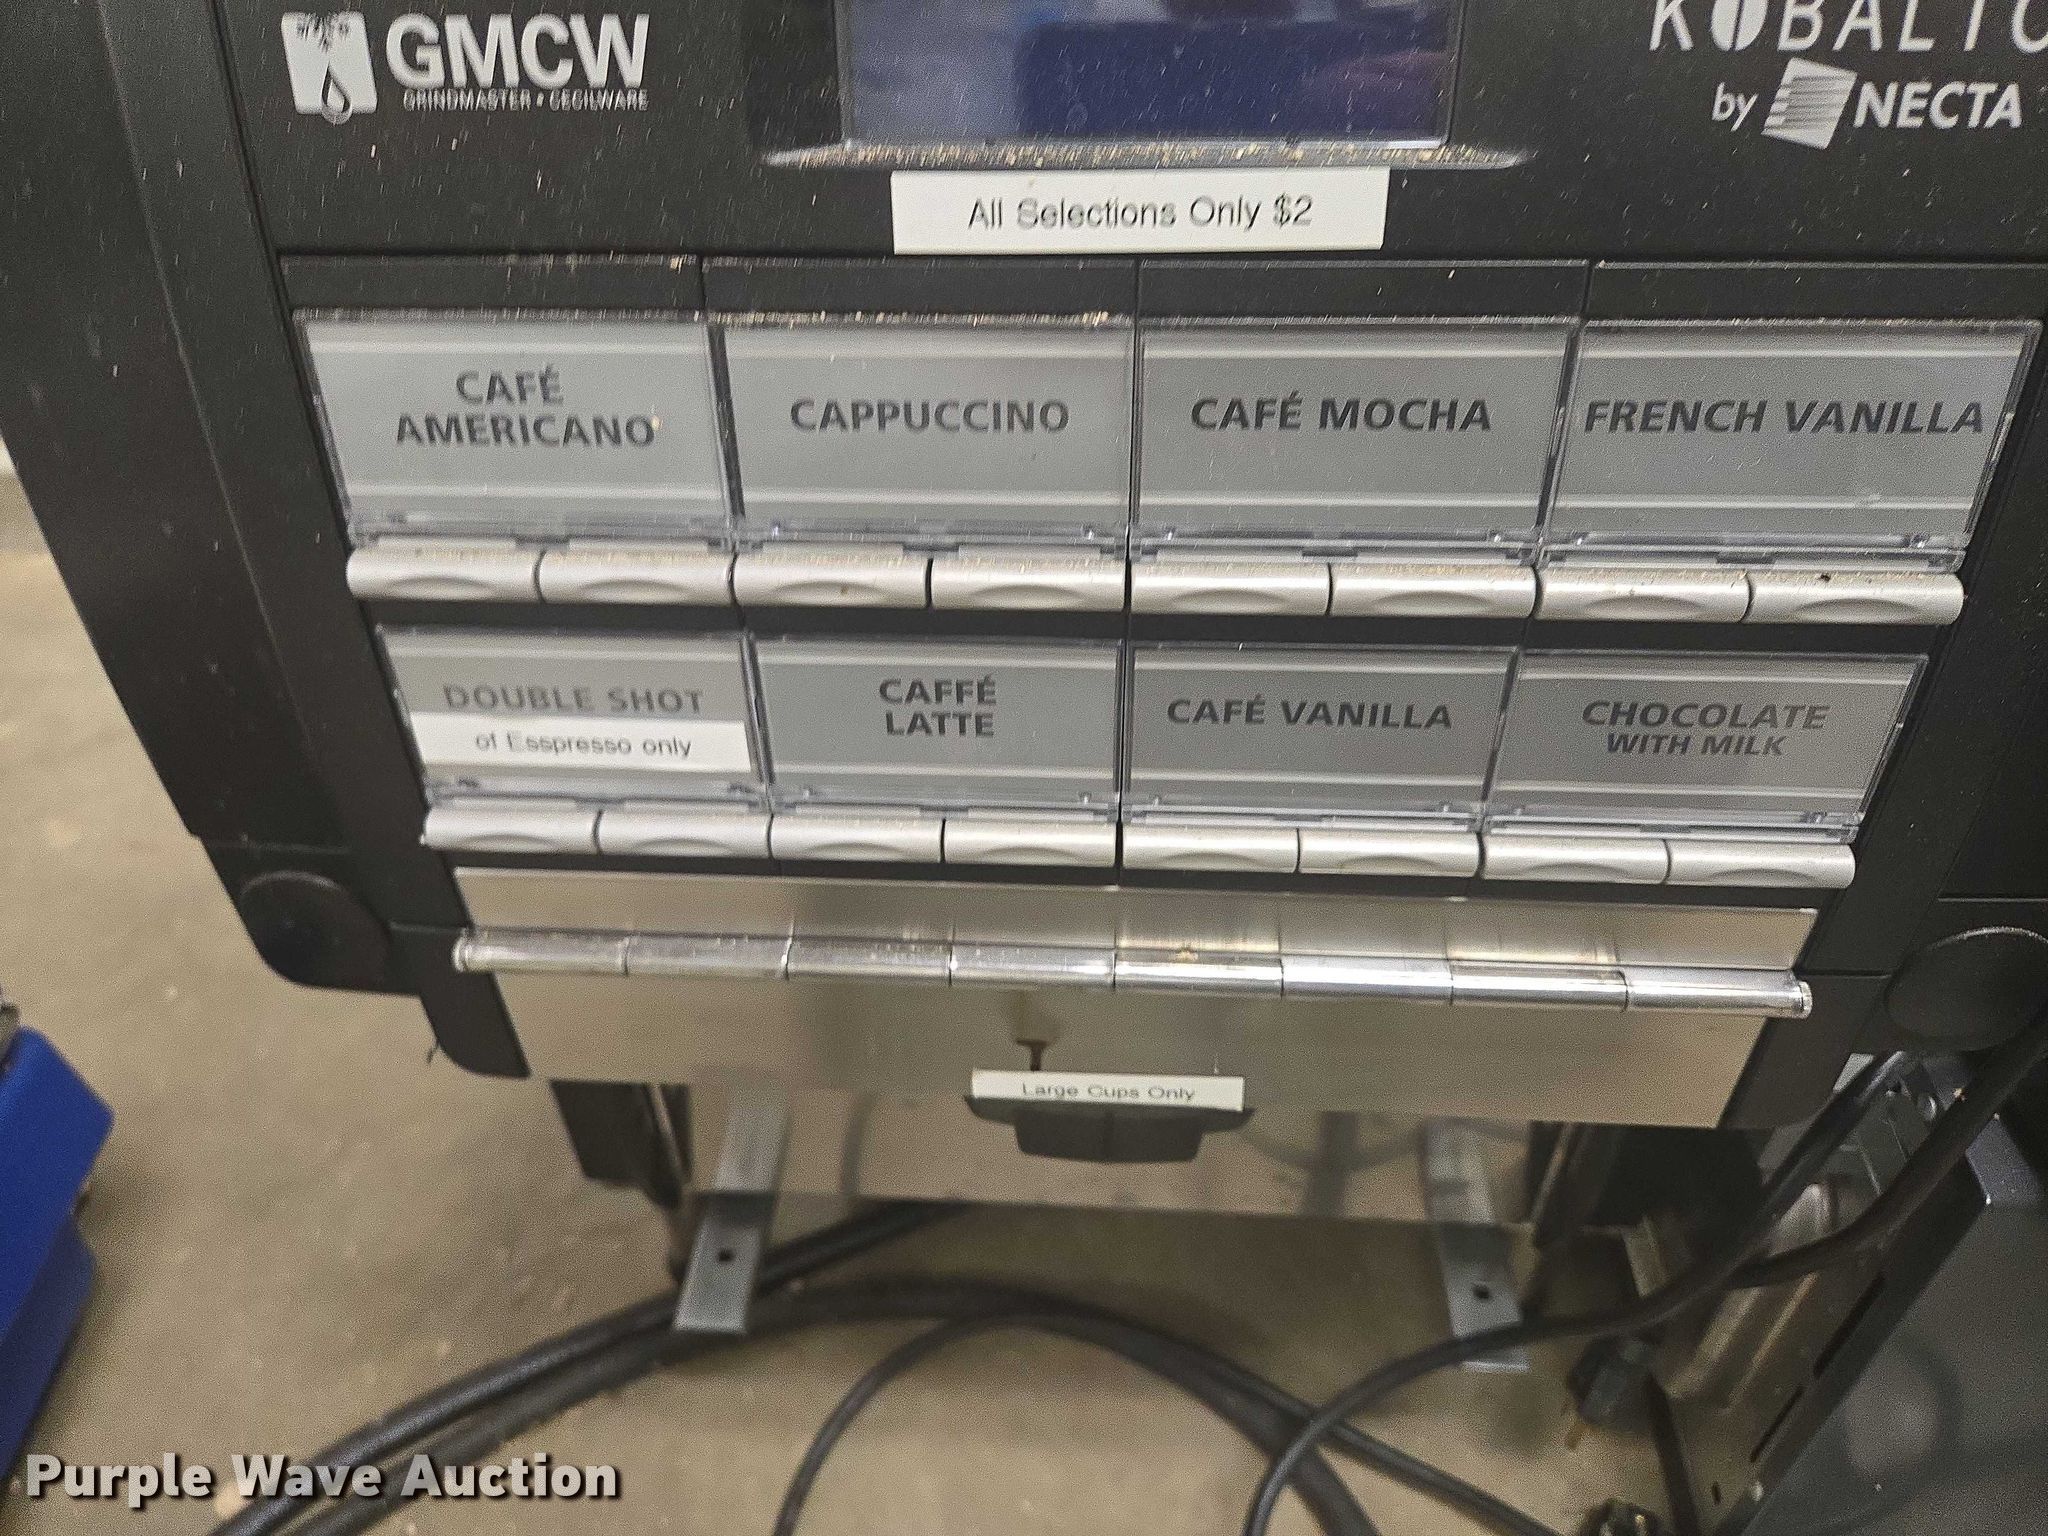 GMCW
GRINDMASTER • CECILWARE
KOBALTO
by NECTA
All Selections Only $2
CAFÉ
AMERICANO
CAPPUCCINO
CAFÉ MOCHA
FRENCH VANILLA
DOUBLE SHOT
of Esspresso only
CAFFÉ
LATTE
CAFÉ VANILLA
CHOCOLATE
WITH MILK
Large Cups Only
Purple Wave Auction